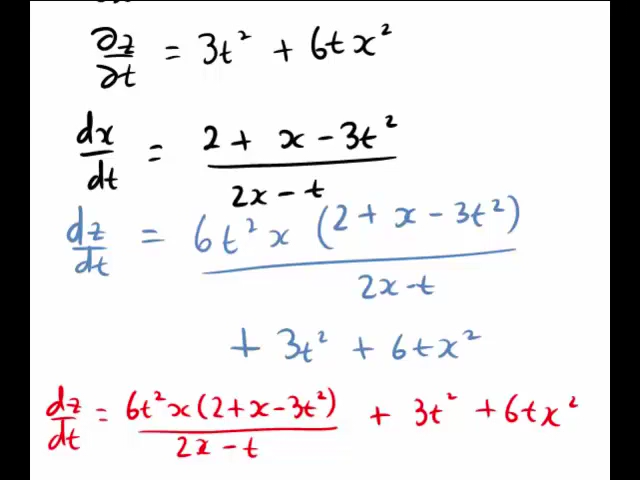 ∂z/∂t = 3t² + 6tx²
dx/dt = (2 + x - 3t²)/(2x - t)
dz/dt = 6t²x (2 + x - 3t²)/(2x - t)
+ 3t² + 6tx²
dz/dt = 6t²x(2+x-3t²)/(2x - t) + 3t² + 6tx²